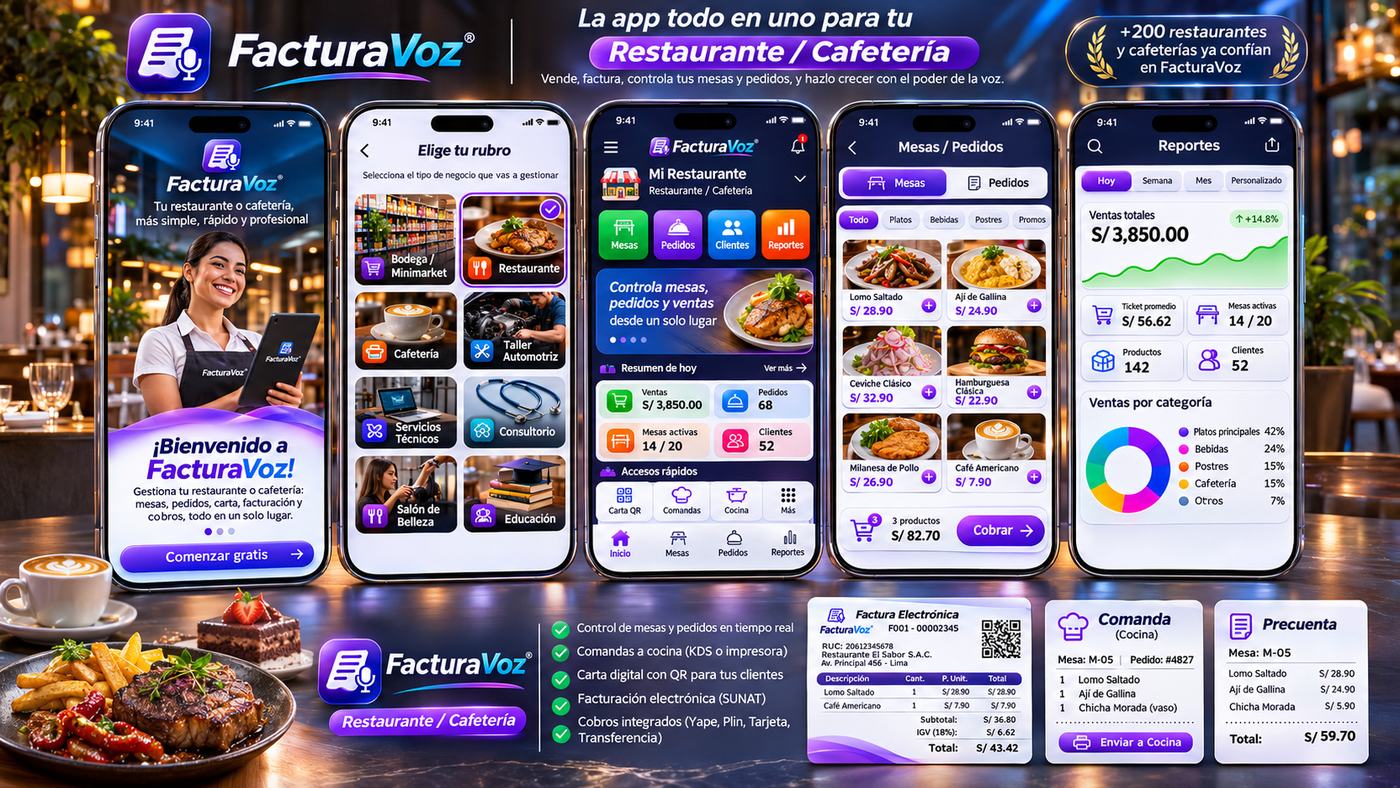 FacturaVoz®
La app todo en uno para tu
Restaurante / Cafetería
Vende, factura, controla tus mesas y pedidos, y hazlo crecer con el poder de la voz.
+200 restaurantes
y cafeterías ya confían
en FacturaVoz
9:41
FacturaVoz®
Tu restaurante o cafetería,
más simple, rápido y profesional
FacturaVoz®
FacturaVoz®
¡Bienvenido a
FacturaVoz!
Gestiona tu restaurante o cafetería:
mesas, pedidos, carta, facturación y
cobros, todo en un solo lugar.
Comenzar gratis →
9:41
Elige tu rubro
Selecciona el tipo de negocio que vas a gestionar
Bodega /
Minimarket
Restaurante
Cafetería
Taller
Automotriz
Servicios
Técnicos
Consultorio
Salón de
Belleza
Educación
9:41
FacturaVoz®
1
Mi Restaurante
Restaurante / Cafetería
Mesas
Pedidos
Clientes
Reportes
Controla mesas,
pedidos y ventas
desde un solo lugar
Resumen de hoy
Ver más →
Ventas
S/ 3,850.00
Pedidos
68
Mesas activas
14 / 20
Clientes
52
Accesos rápidos
Carta QR
Comandas
Cocina
Más
Inicio
Mesas
Pedidos
Reportes
9:41
Mesas / Pedidos
Mesas
Pedidos
Todo
Platos
Bebidas
Postres
Promos
Lomo Saltado
S/ 28.90
Ají de Gallina
S/ 24.90
Ceviche Clásico
S/ 32.90
Hamburguesa
Clásica
S/ 22.90
Milanesa de Pollo
S/ 26.90
Café Americano
S/ 7.90
3
3 productos
S/ 82.70
Cobrar →
9:41
Reportes
Hoy
Semana
Mes
Personalizado
Ventas totales
S/ 3,850.00
↑ +14.8%
Ticket promedio
S/ 56.62
Mesas activas
14 / 20
Productos
142
Clientes
52
Ventas por categoría
Platos principales 42%
Bebidas 24%
Postres 15%
Cafetería 15%
Otros 7%
FacturaVoz®
Restaurante / Cafetería
Control de mesas y pedidos en tiempo real
Comandas a cocina (KDS o impresora)
Carta digital con QR para tus clientes
Facturación electrónica (SUNAT)
Cobros integrados (Yape, Plin, Tarjeta,
Transferencia)
Factura Electrónica
FacturaVoz®
F001 - 00002345
RUC: 20612345678
Restaurante El Sabor S.A.C.
Av. Principal 456 - Lima
Descripción Cant. P. Unit. Total
Lomo Saltado 1 S/ 28.90 S/ 28.90
Café Americano 1 S/ 7.90 S/ 7.90
Subtotal: S/ 36.80
IGV (18%): S/ 6.62
Total: S/ 43.42
Comanda
(Cocina)
Mesa: M-05 | Pedido: #4827
1 Lomo Saltado
1 Ají de Gallina
1 Chicha Morada (vaso)
Enviar a Cocina
Precuenta
Mesa: M-05
Lomo Saltado S/ 28.90
Ají de Gallina S/ 24.90
Chicha Morada S/ 5.90
Total: S/ 59.70